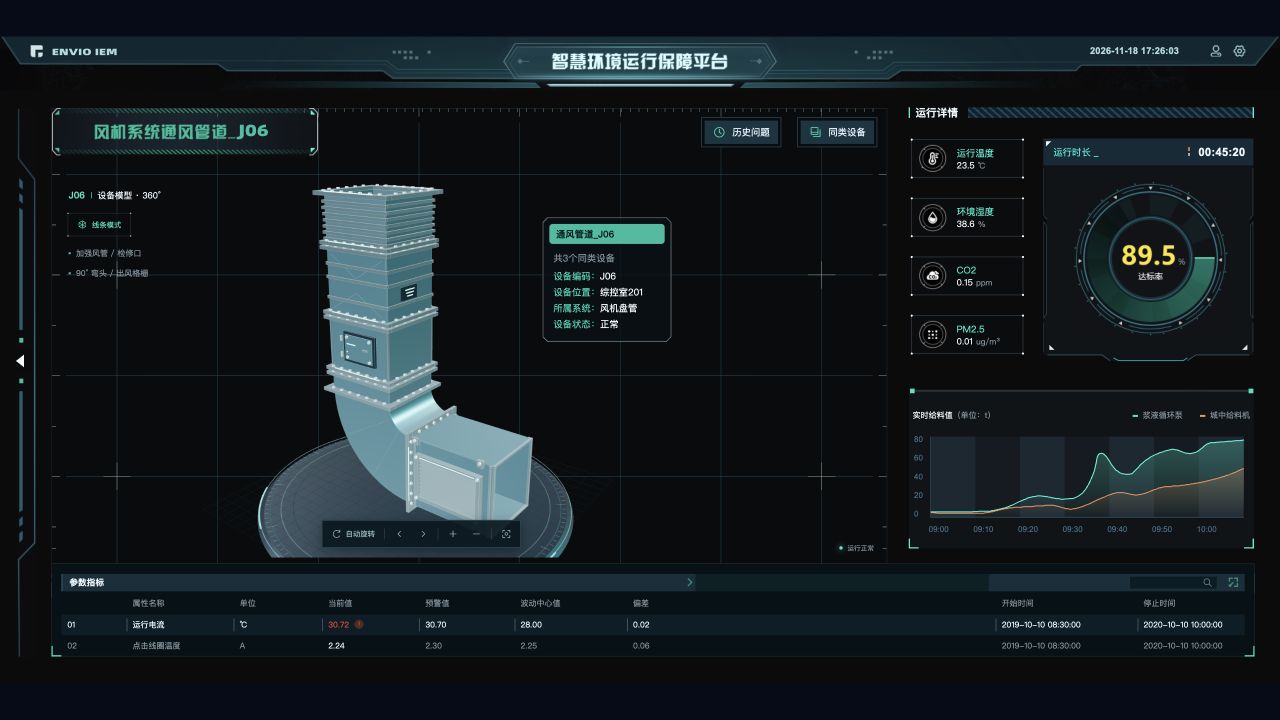 ENVIO IEM
智慧环境运行保障平台
2026-11-18 17:26:03
风机系统通风管道_J06
历史问题
同类设备
J06 | 设备模型 · 360°
线条模式
加强风管 / 检修口
90° 弯头 / 出风格栅
通风管道_J06
共3个同类设备
设备编码: J06
设备位置: 综控室201
所属系统: 风机盘管
设备状态: 正常
自动旋转
运行正常
运行详情
运行温度
23.5 ℃
环境湿度
38.6 %
CO2
0.15 ppm
PM2.5
0.01 ug/m³
运行时长 _
00:45:20
89.5 %
达标率
实时给料值 (单位: t)
浆液循环泵
城中给料机
80
60
40
20
0
09:00 09:10 09:20 09:30 09:40 09:50 10:00
参数指标
属性名称 单位 当前值 预警值 波动中心值 偏差 开始时间 停止时间
01 运行电流 ℃ 30.72 30.70 28.00 0.02 2019-10-10 08:30:00 2020-10-10 10:00:00
02 点击线圈温度 A 2.24 2.30 2.25 0.06 2019-10-10 08:30:00 2020-10-10 10:00:00